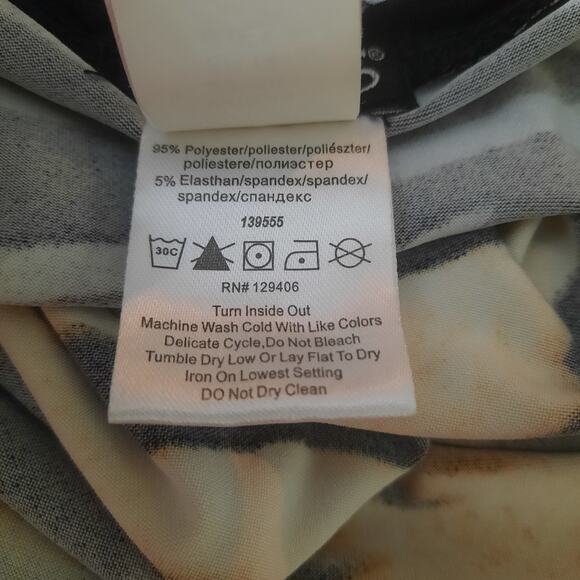 95% Polyester/poliester/poliészter/
poliestere/полиэстер
5% Elasthan/spandex/spandex/
spandex/спандекс
139555
30C
RN# 129406
Turn Inside Out
Machine Wash Cold With Like Colors
Delicate Cycle,Do Not Bleach
Tumble Dry Low Or Lay Flat To Dry
Iron On Lowest Setting
DO Not Dry Clean